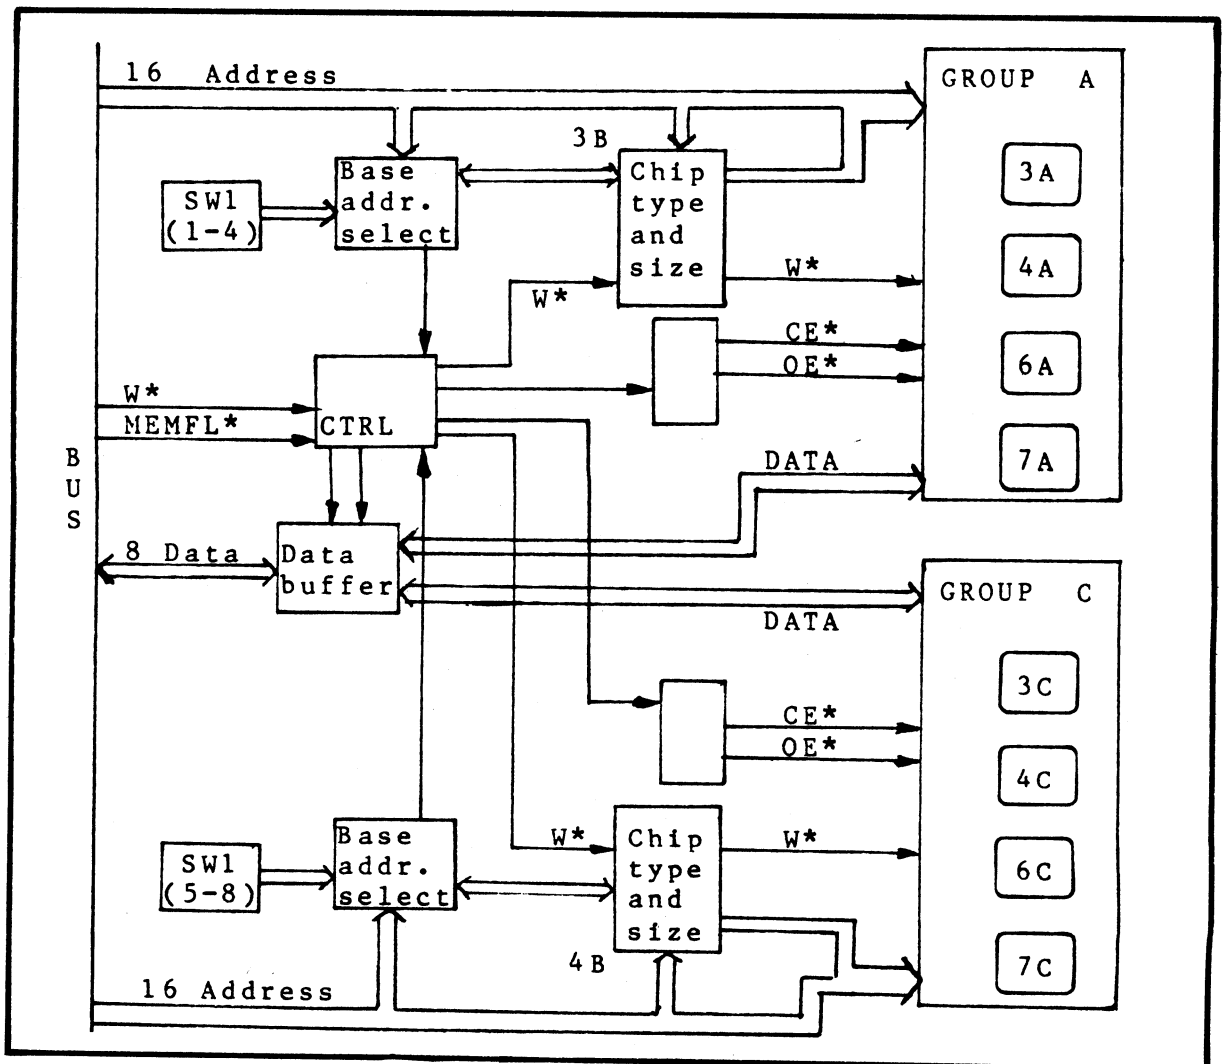 16 Address
GROUP A
3B
Base
addr.
select
Chip
type
and
size
3A
SW1
(1-4)
4A
W*
W*
CE*
OE*
6A
W*
MEMFL*
CTRL
BUS
DATA
7A
8 Data
Data
buffer
GROUP C
DATA
3C
CE*
OE*
4C
Base
addr.
select
W*
Chip
type
and
size
W*
SW1
(5-8)
6C
4B
7C
16 Address